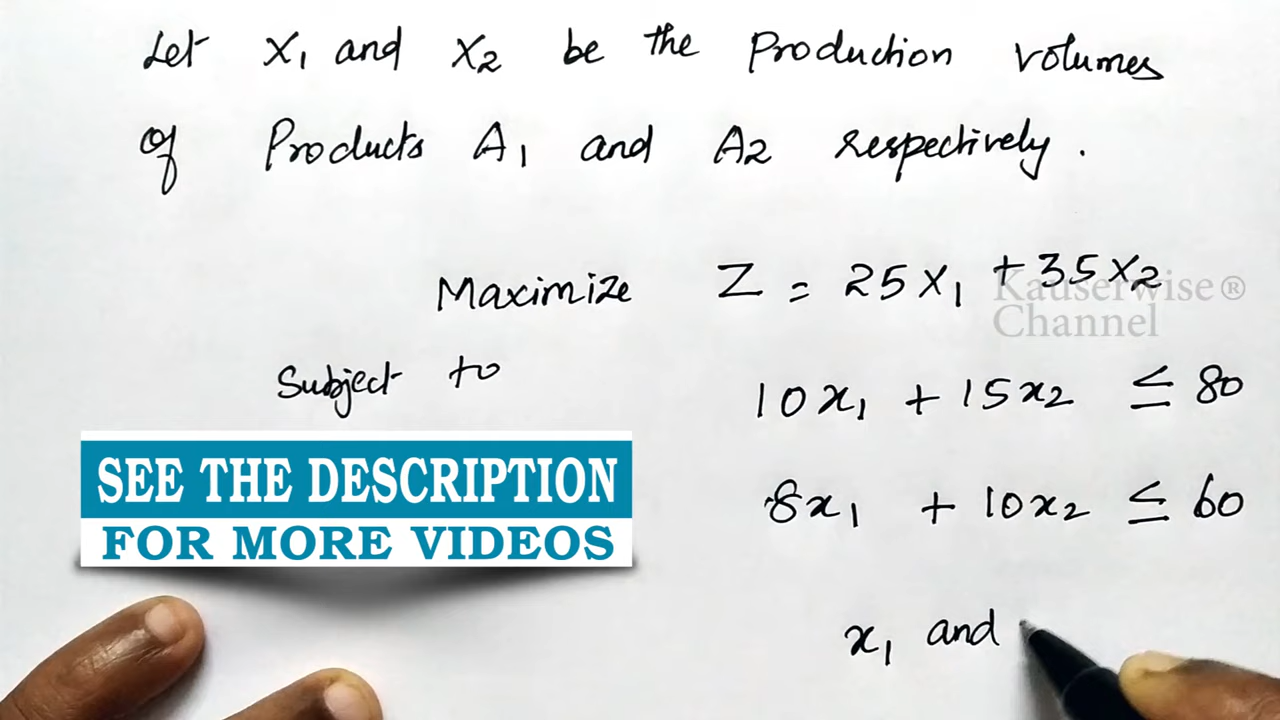 Let X1 and X2 be the Production volumes
of Products A1 and A2 respectively.
Maximize Z = 25X1 + 35X2
Kauserwise®
Channel
Subject to 10x1 + 15x2 ≤ 80
SEE THE DESCRIPTION
FOR MORE VIDEOS
8x1 + 10x2 ≤ 60
x1 and